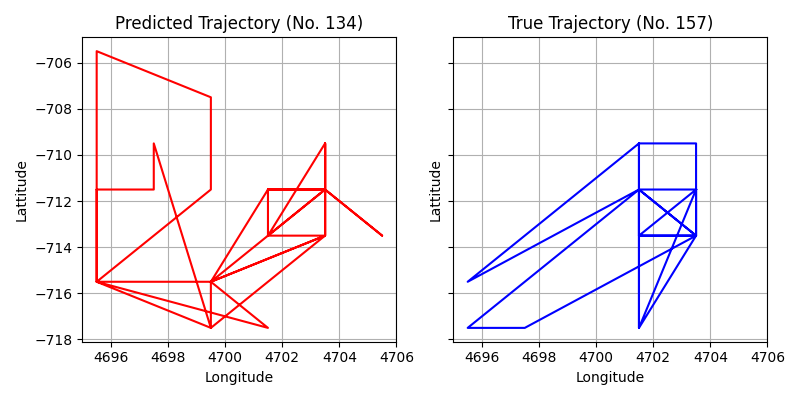 Predicted Trajectory (No. 134)
−706
−708
−710
−712
−714
−716
−718
Lattitude
4696 4698 4700 4702 4704 4706
Longitude
True Trajectory (No. 157)
Lattitude
4696 4698 4700 4702 4704 4706
Longitude